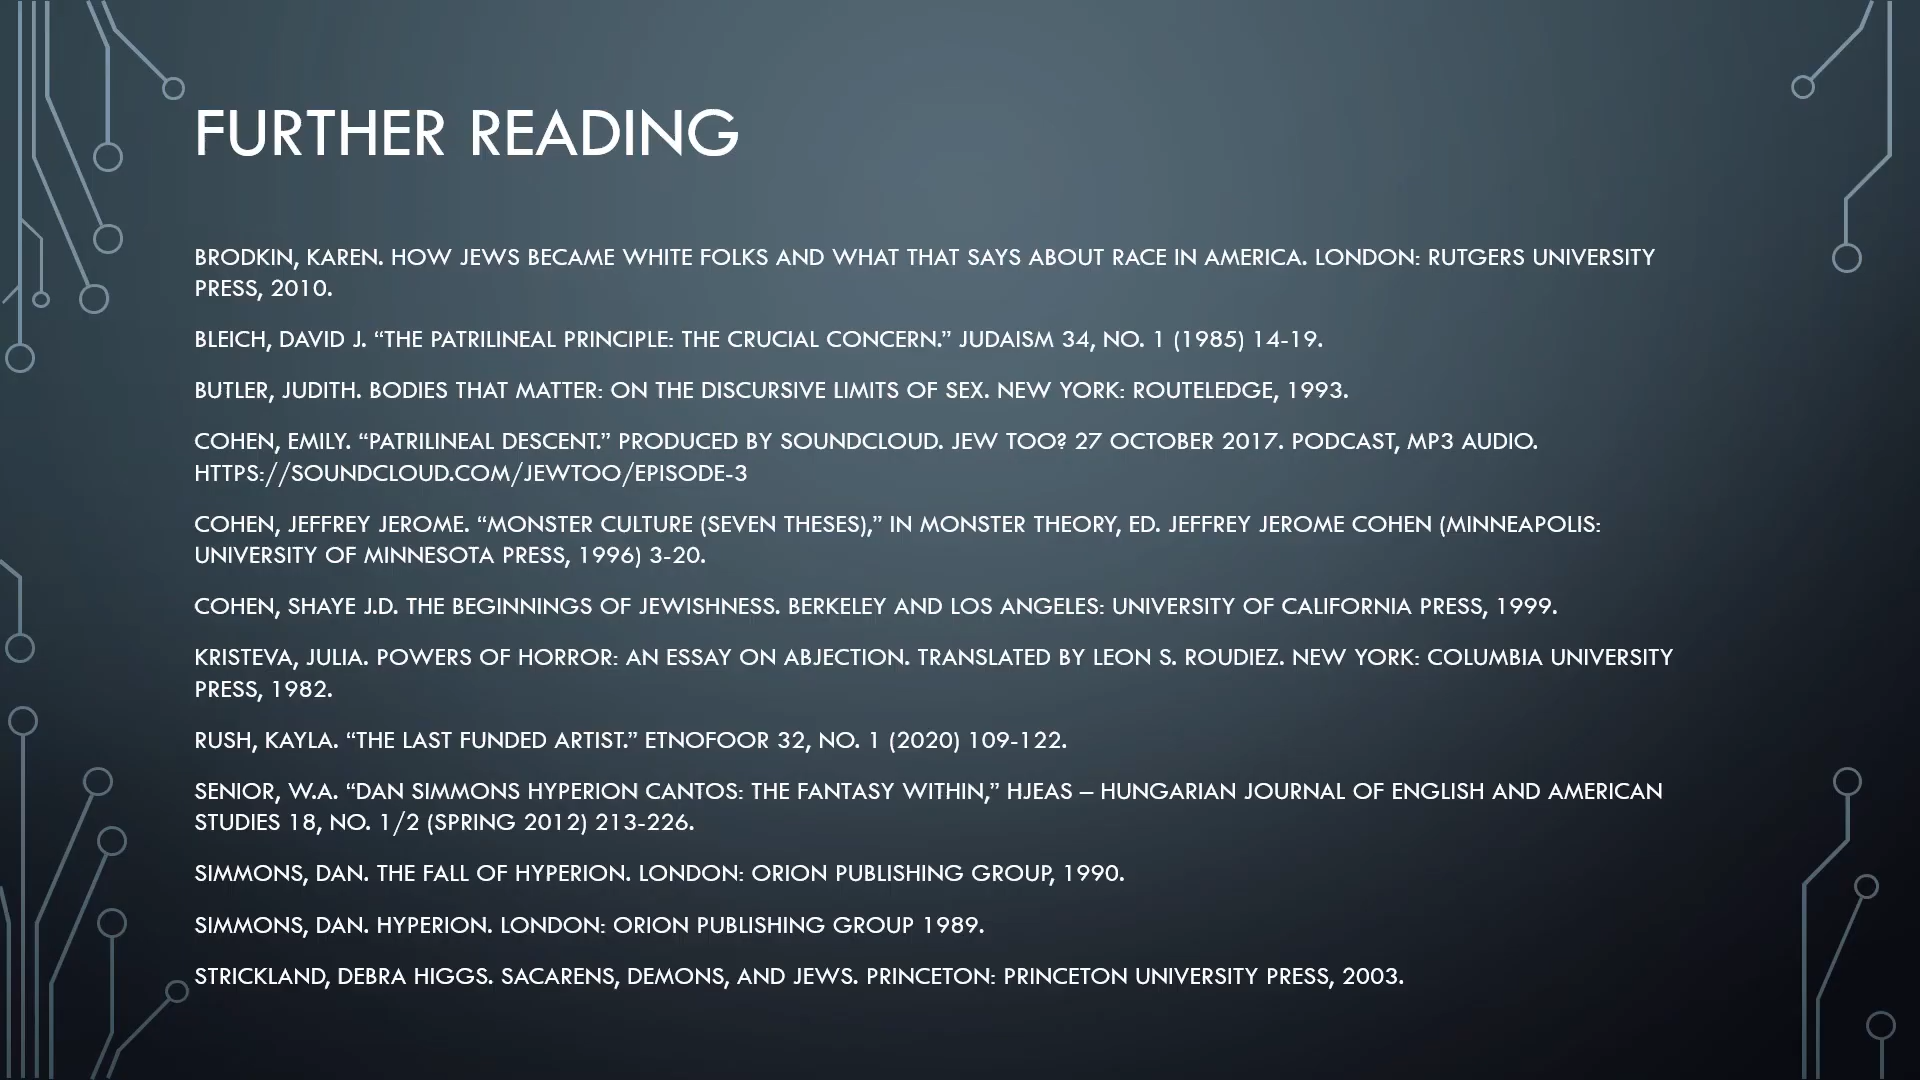 FURTHER READING
BRODKIN, KAREN. HOW JEWS BECAME WHITE FOLKS AND WHAT THAT SAYS ABOUT RACE IN AMERICA. LONDON: RUTGERS UNIVERSITY
PRESS, 2010.
BLEICH, DAVID J. “THE PATRILINEAL PRINCIPLE: THE CRUCIAL CONCERN.” JUDAISM 34, NO. 1 (1985) 14-19.
BUTLER, JUDITH. BODIES THAT MATTER: ON THE DISCURSIVE LIMITS OF SEX. NEW YORK: ROUTELEDGE, 1993.
COHEN, EMILY. “PATRILINEAL DESCENT.” PRODUCED BY SOUNDCLOUD. JEW TOO? 27 OCTOBER 2017. PODCAST, MP3 AUDIO.
HTTPS://SOUNDCLOUD.COM/JEWTOO/EPISODE-3
COHEN, JEFFREY JEROME. “MONSTER CULTURE (SEVEN THESES),” IN MONSTER THEORY, ED. JEFFREY JEROME COHEN (MINNEAPOLIS:
UNIVERSITY OF MINNESOTA PRESS, 1996) 3-20.
COHEN, SHAYE J.D. THE BEGINNINGS OF JEWISHNESS. BERKELEY AND LOS ANGELES: UNIVERSITY OF CALIFORNIA PRESS, 1999.
KRISTEVA, JULIA. POWERS OF HORROR: AN ESSAY ON ABJECTION. TRANSLATED BY LEON S. ROUDIEZ. NEW YORK: COLUMBIA UNIVERSITY
PRESS, 1982.
RUSH, KAYLA. “THE LAST FUNDED ARTIST.” ETNOFOOR 32, NO. 1 (2020) 109-122.
SENIOR, W.A. “DAN SIMMONS HYPERION CANTOS: THE FANTASY WITHIN,” HJEAS – HUNGARIAN JOURNAL OF ENGLISH AND AMERICAN
STUDIES 18, NO. 1/2 (SPRING 2012) 213-226.
SIMMONS, DAN. THE FALL OF HYPERION. LONDON: ORION PUBLISHING GROUP, 1990.
SIMMONS, DAN. HYPERION. LONDON: ORION PUBLISHING GROUP 1989.
STRICKLAND, DEBRA HIGGS. SACARENS, DEMONS, AND JEWS. PRINCETON: PRINCETON UNIVERSITY PRESS, 2003.